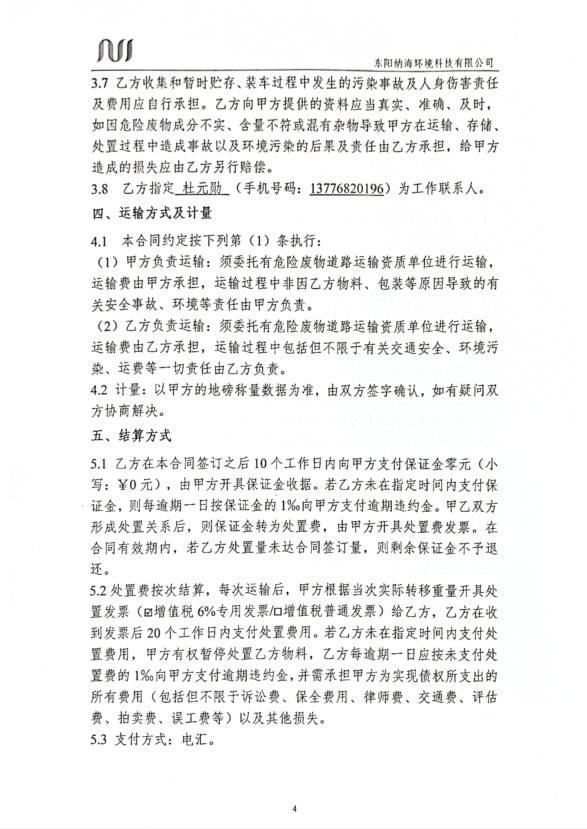 东阳纳海环境科技有限公司
3.7 乙方收集和暂时贮存、装车过程中发生的污染事故及人身伤害责任
及费用应自行承担。乙方向甲方提供的资料应当真实、准确、及时，
如因危险废物成分不实、含量不符或混有杂物导致甲方在运输、存储、
处置过程中造成事故以及环境污染的后果及责任由乙方承担，给甲方
造成的损失应由乙方另行赔偿。
3.8 乙方指定 杜元勋 （手机号码：13776820196）为工作联系人。
四、运输方式及计量
4.1 本合同约定按下列第（1）条执行：
（1）甲方负责运输：须委托有危险废物道路运输资质单位进行运输，
运输费由甲方承担，运输过程中非因乙方物料、包装等原因导致的有
关安全事故、环境等责任由甲方负责。
（2）乙方负责运输：须委托有危险废物道路运输资质单位进行运输，
运输费由乙方承担，运输过程中包括但不限于有关交通安全、环境污
染、运费等一切责任由乙方负责。
4.2 计量：以甲方的地磅称量数据为准，由双方签字确认，如有疑问双
方协商解决。
五、结算方式
5.1 乙方在本合同签订之后 10 个工作日内向甲方支付保证金零元（小
写：￥0 元），由甲方开具保证金收据。若乙方未在指定时间内支付保
证金，则每逾期一日按保证金的 1‰向甲方支付逾期违约金。甲乙双方
形成处置关系后，则保证金转为处置费，由甲方开具处置费发票。在
合同有效期内，若乙方处置量未达合同签订量，则剩余保证金不予退
还。
5.2 处置费按次结算，每次运输后，甲方根据当次实际转移重量开具处
置发票（☑增值税 6%专用发票/□增值税普通发票）给乙方，乙方在收
到发票后 20 个工作日内支付处置费用。若乙方未在指定时间内支付处
置费用，甲方有权暂停处置乙方物料，乙方每逾期一日应按未支付处
置费的 1‰向甲方支付逾期违约金，并需承担甲方为实现债权所支出的
所有费用（包括但不限于诉讼费、保全费用、律师费、交通费、评估
费、拍卖费、误工费等）以及其他损失。
5.3 支付方式：电汇。
4